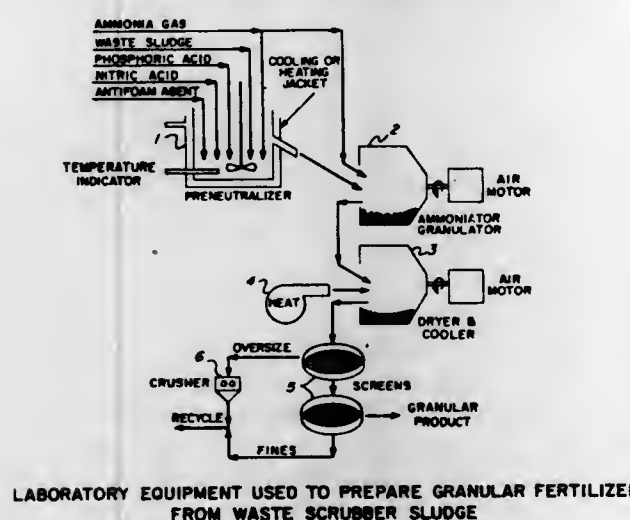 AMMONIA GAS
WASTE SLUDGE
PHOSPHORIC ACID
NITRIC ACID
ANTIFOAM AGENT
COOLING OR
HEATING
JACKET
1
TEMPERATURE
INDICATOR
PRENEUTRALIZER
2
AIR
MOTOR
AMMONIATOR
GRANULATOR
3
4
HEAT
AIR
MOTOR
DRYER &
COOLER
OVERSIZE
6
CRUSHER
5
SCREENS
RECYCLE
GRANULAR
PRODUCT
FINES
LABORATORY EQUIPMENT USED TO PREPARE GRANULAR FERTILIZE
FROM WASTE SCRUBBER SLUDGE